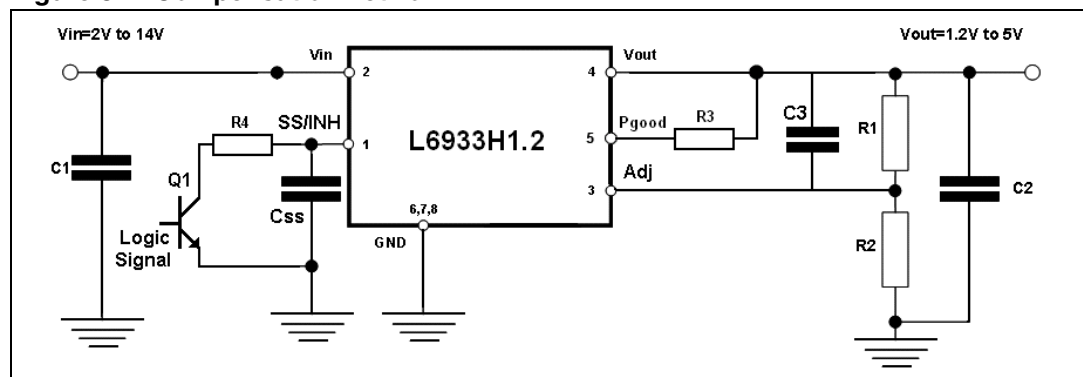 Vin=2V to 14V
Vout=1.2V to 5V
Vin
2
4
Vout
R4
SS/INH
1
L6933H1.2
5
Pgood
R3
C3
R1
C1
Q1
Css
3
Adj
C2
Logic
Signal
6,7,8
GND
R2